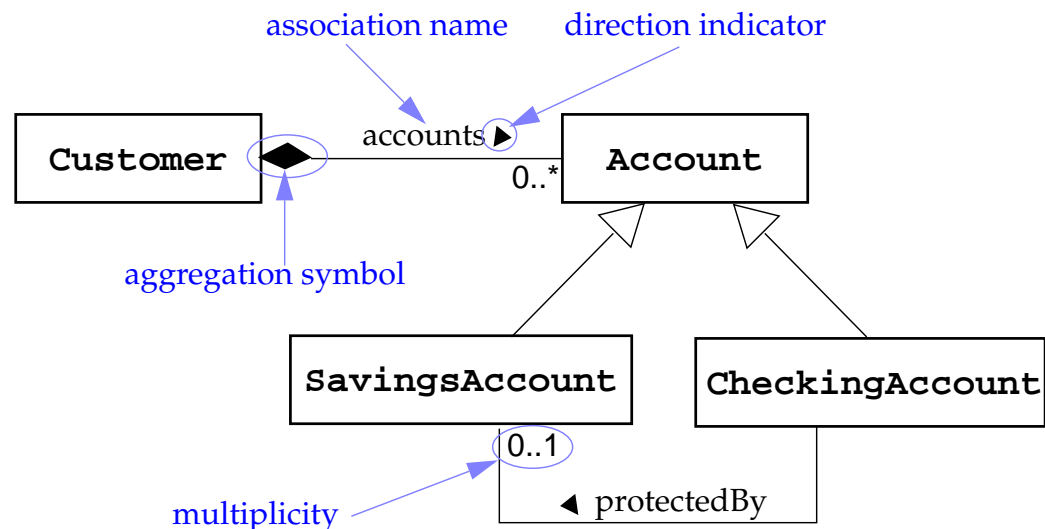 association name
direction indicator
accounts
Customer
Account
0..*
aggregation symbol
SavingsAccount
CheckingAccount
0..1
protectedBy
multiplicity